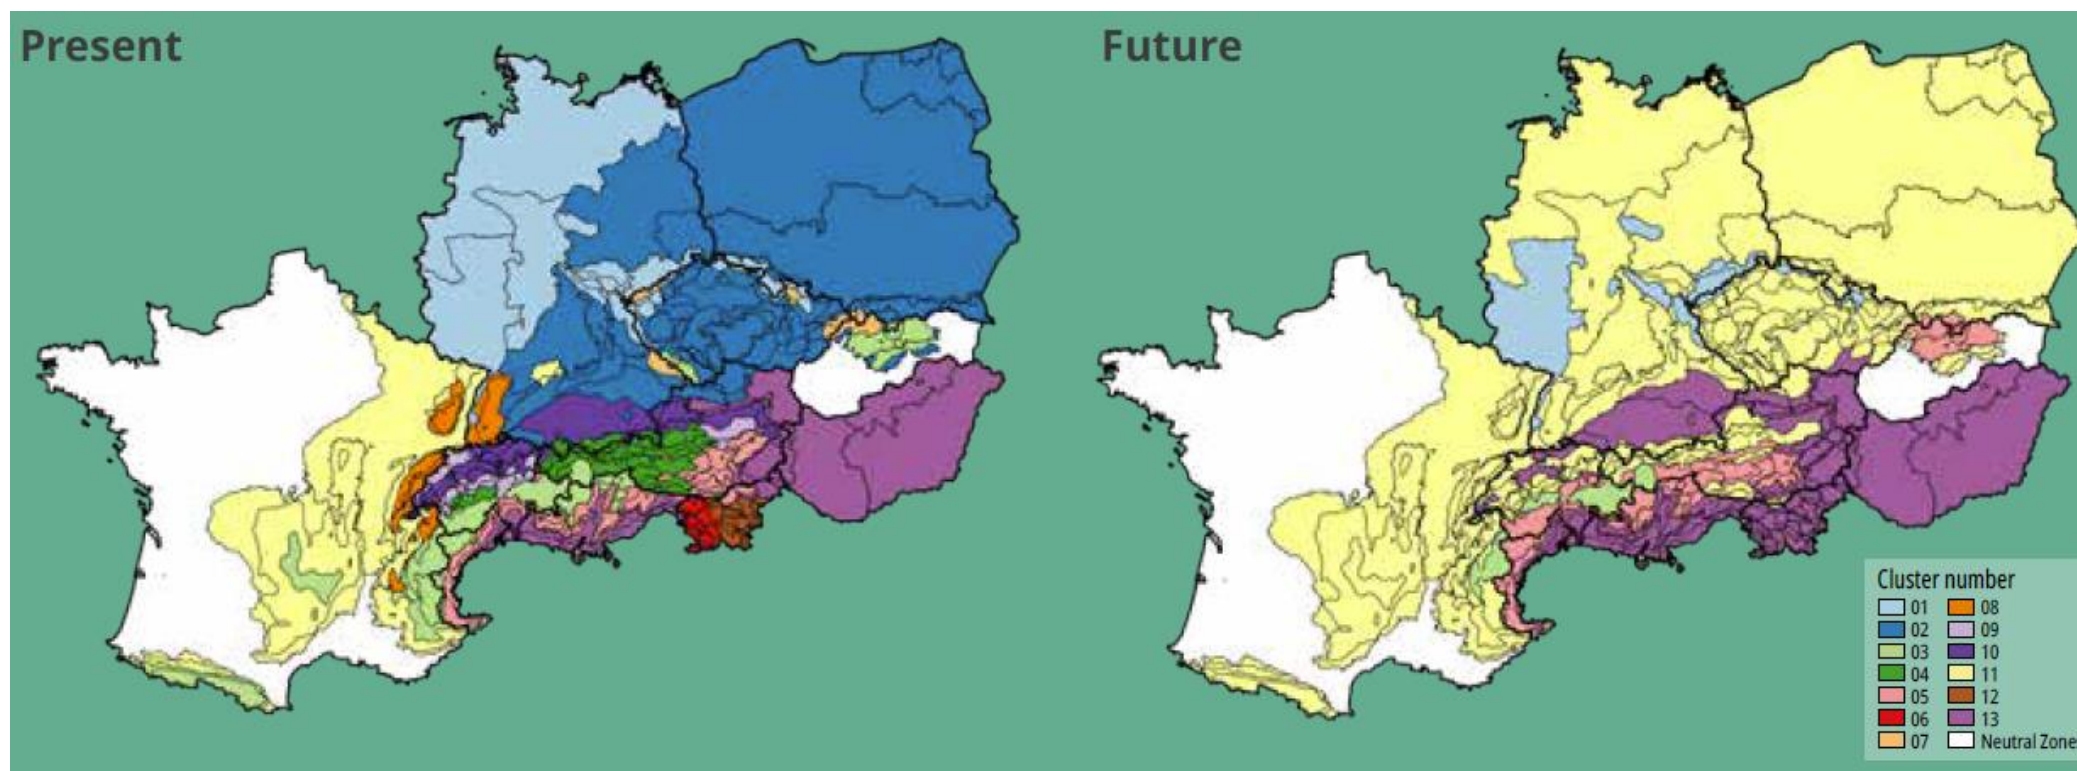 Present
Future
Cluster number
01 08
02 09
03 10
04 11
05 12
06 13
07 Neutral Zone